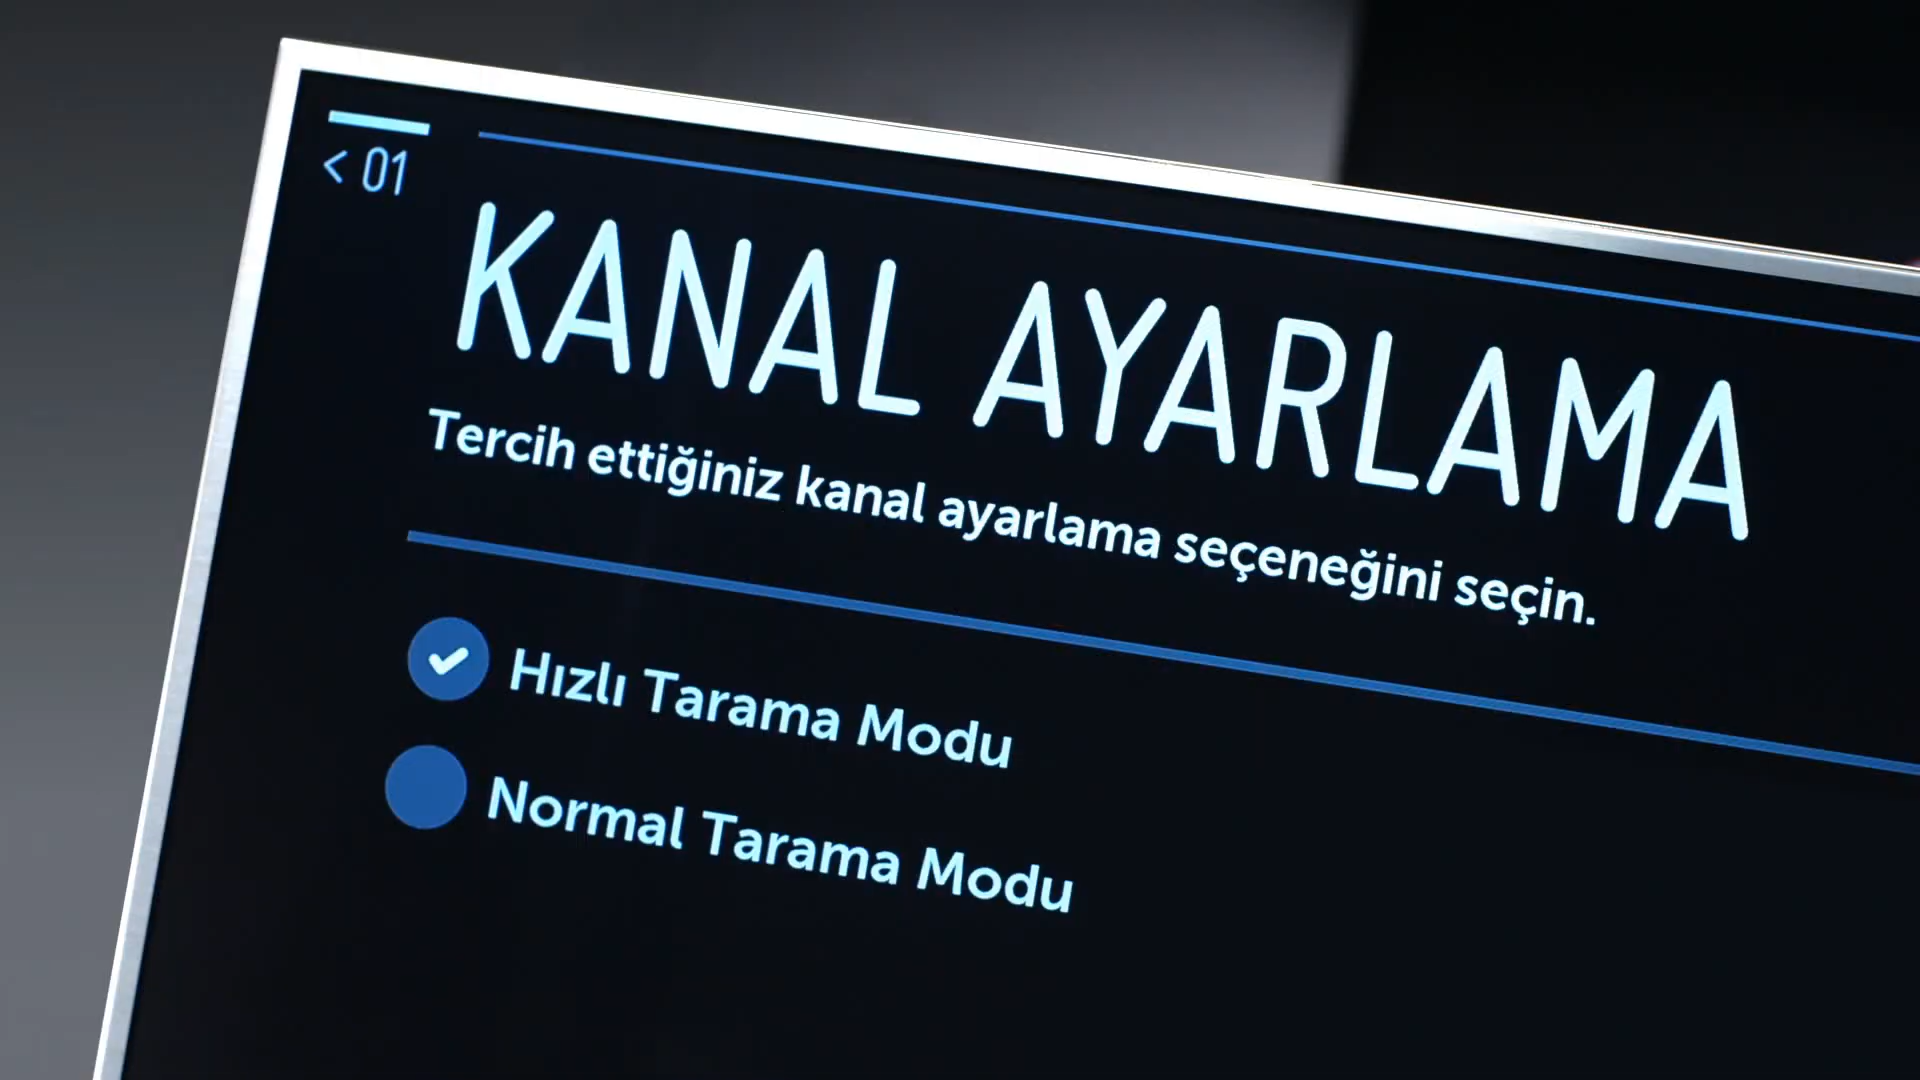 < 01
KANAL AYARLAMA
Tercih ettiğiniz kanal ayarlama seçeneğini seçin.
Hızlı Tarama Modu
Normal Tarama Modu